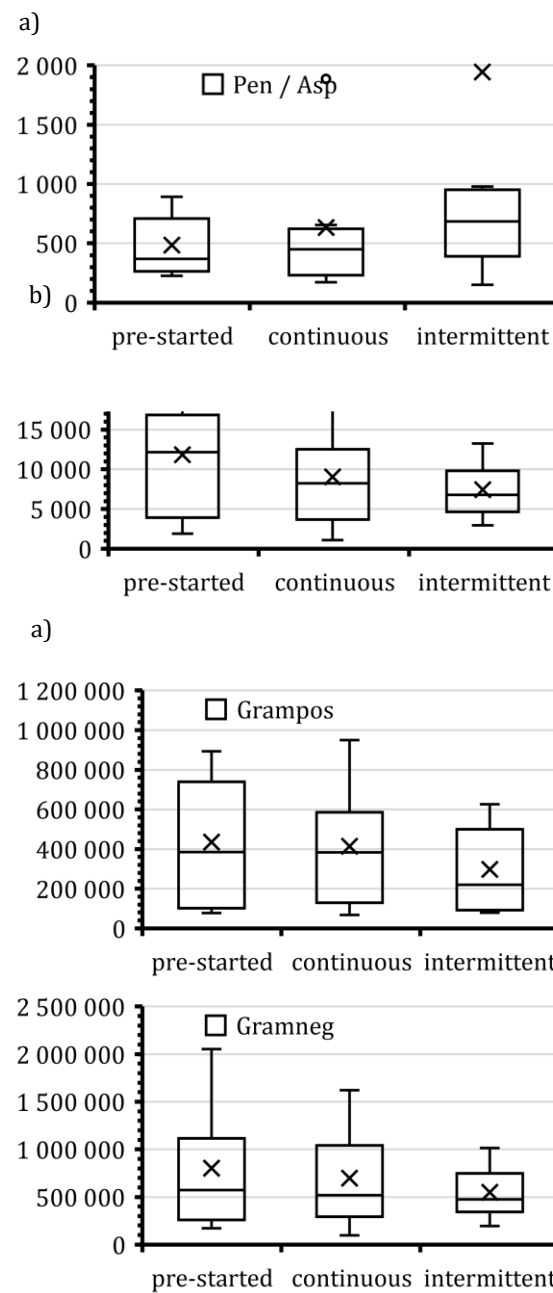 a)
2 000
Pen / Asp
1 500
1 000
500
b)
0
pre-started continuous intermittent
15 000
10 000
5 000
0
pre-started continuous intermittent
a)
1 200 000
Grampos
1 000 000
800 000
600 000
400 000
200 000
0
pre-started continuous intermittent
2 500 000
Gramneg
2 000 000
1 500 000
1 000 000
500 000
0
pre-started continuous intermittent